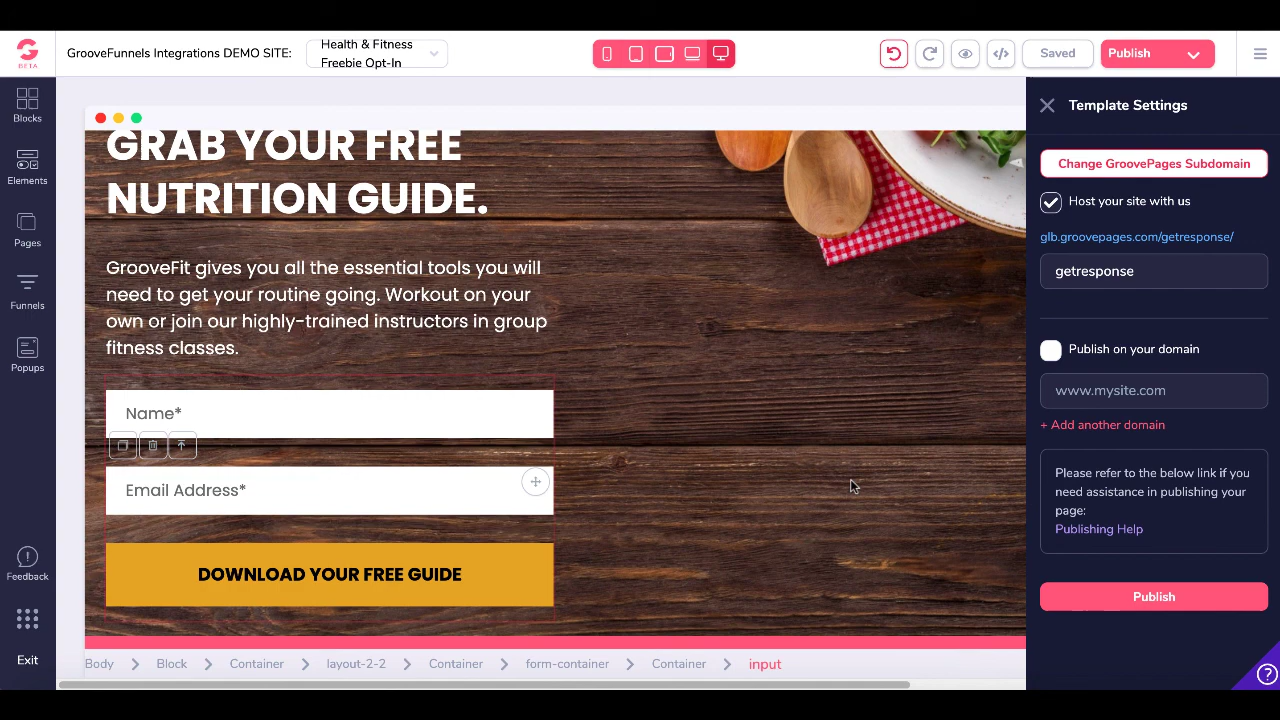 BETA
GrooveFunnels Integrations DEMO SITE:
Health & Fitness
Freebie Opt-In
Saved
Publish
Blocks
Elements
Pages
Funnels
Popups
Feedback
Exit
GRAB YOUR FREE
NUTRITION GUIDE.
GrooveFit gives you all the essential tools you will
need to get your routine going. Workout on your
own or join our highly-trained instructors in group
fitness classes.
Name*
Email Address*
DOWNLOAD YOUR FREE GUIDE
Body
Block
Container
layout-2-2
Container
form-container
Container
input
Template Settings
Change GroovePages Subdomain
Host your site with us
glb.groovepages.com/getresponse/
getresponse
Publish on your domain
www.mysite.com
+ Add another domain
Please refer to the below link if you
need assistance in publishing your
page:
Publishing Help
Publish